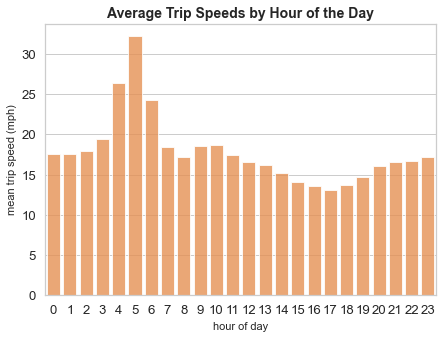 Average Trip Speeds by Hour of the Day
mean trip speed (mph)
30
25
20
15
10
5
0
0 1 2 3 4 5 6 7 8 9 10 11 12 13 14 15 16 17 18 19 20 21 22 23
hour of day